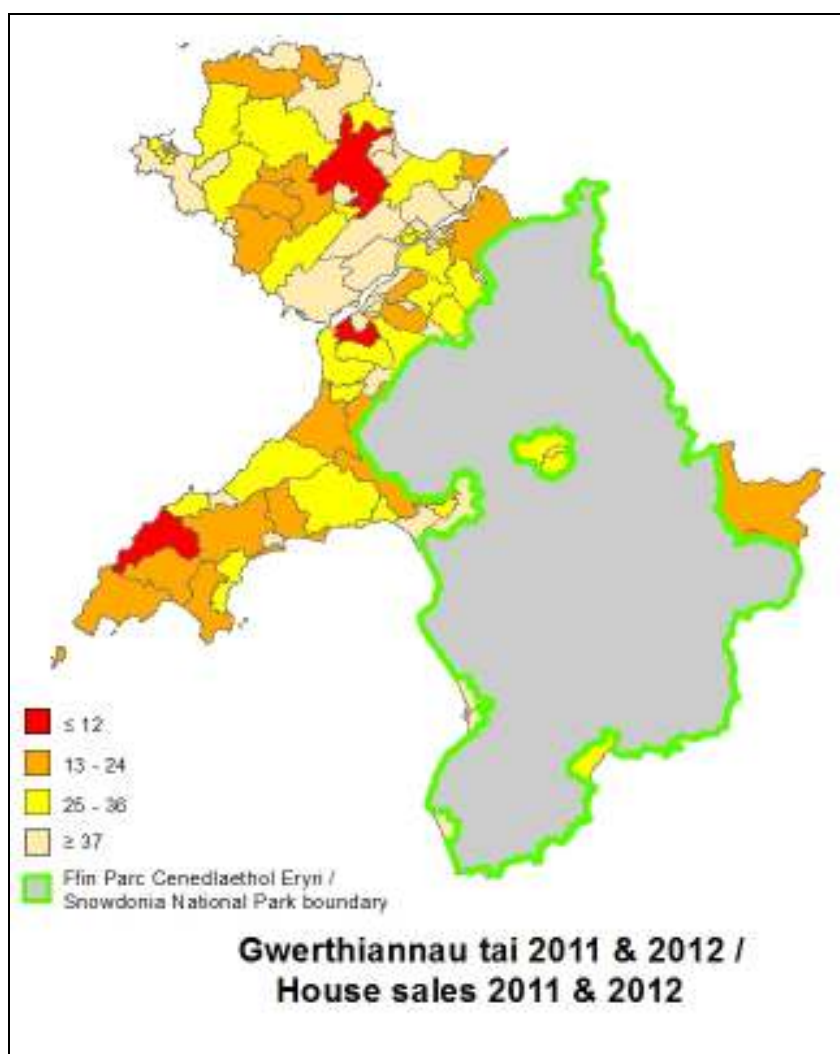 ≤ 12
13 - 24
25 - 36
≥ 37
Ffin Parc Cenedlaethol Eryri /
Snowdonia National Park boundary
Gwerthiannau tai 2011 & 2012 /
House sales 2011 & 2012